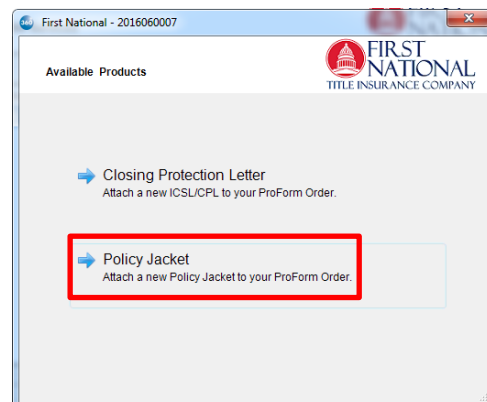 360
First National - 2016060007
x
Available Products
FIRST
NATIONAL
TITLE INSURANCE COMPANY
Closing Protection Letter
Attach a new ICSL/CPL to your ProForm Order.
Policy Jacket
Attach a new Policy Jacket to your ProForm Order.